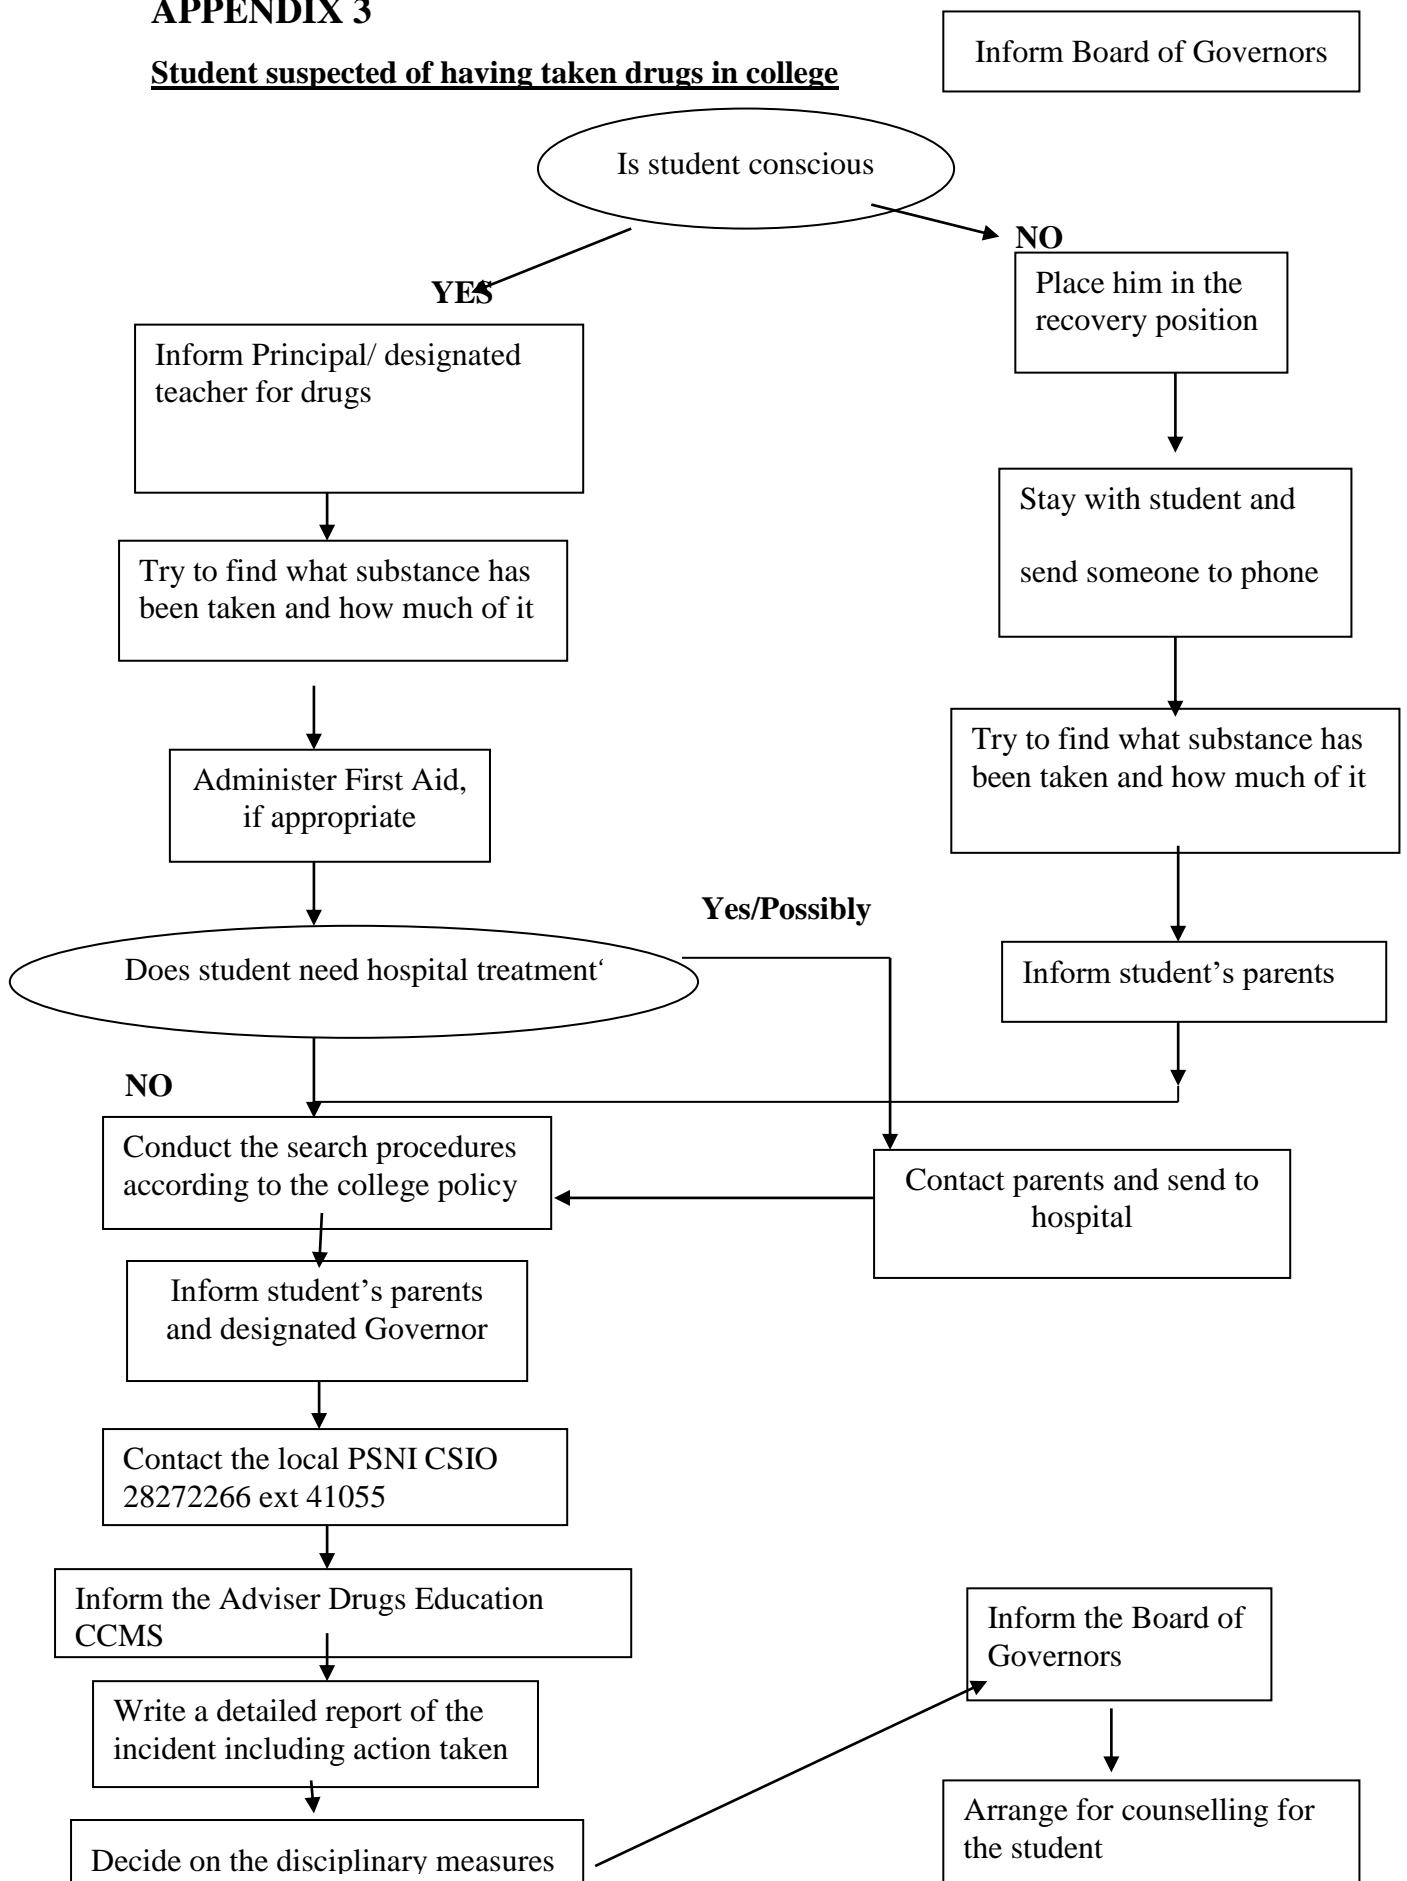 APPENDIX 3
Student suspected of having taken drugs in college
Inform Board of Governors
Is student conscious
NO
YES
Place him in the
recovery position
Inform Principal/ designated
teacher for drugs
Stay with student and
send someone to phone
Try to find what substance has
been taken and how much of it
Try to find what substance has
been taken and how much of it
Administer First Aid,
if appropriate
Yes/Possibly
Does student need hospital treatment‘
Inform student’s parents
NO
Conduct the search procedures
according to the college policy
Contact parents and send to
hospital
Inform student’s parents
and designated Governor
Contact the local PSNI CSIO
28272266 ext 41055
Inform the Adviser Drugs Education
CCMS
Inform the Board of
Governors
Write a detailed report of the
incident including action taken
Arrange for counselling for
the student
Decide on the disciplinary measures